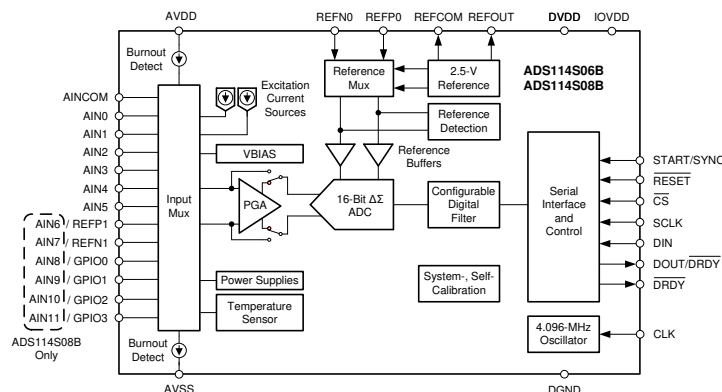 AVDD
REFN0 REFP0 REFCOM REFOUT DVDD IOVDD
Burnout
Detect
Reference
Mux
2.5-V
Reference
ADS114S06B
ADS114S08B
Excitation
Current
Sources
AINCOM
AIN0
AIN1
AIN2
AIN3
AIN4
AIN5
AIN6 / REFP1
AIN7 / REFN1
AIN8 / GPIO0
AIN9 / GPIO1
AIN10 / GPIO2
AIN11 / GPIO3
ADS114S08B
Only
Input
Mux
VBIAS
Reference
Detection
Reference
Buffers
PGA
16-Bit ΔΣ
ADC
Configurable
Digital
Filter
Serial
Interface
and
Control
START/SYNC
RESET
CS
SCLK
DIN
DOUT/DRDY
DRDY
Power Supplies
Temperature
Sensor
System-, Self-
Calibration
4.096-MHz
Oscillator
CLK
Burnout
Detect
AVSS
DGND